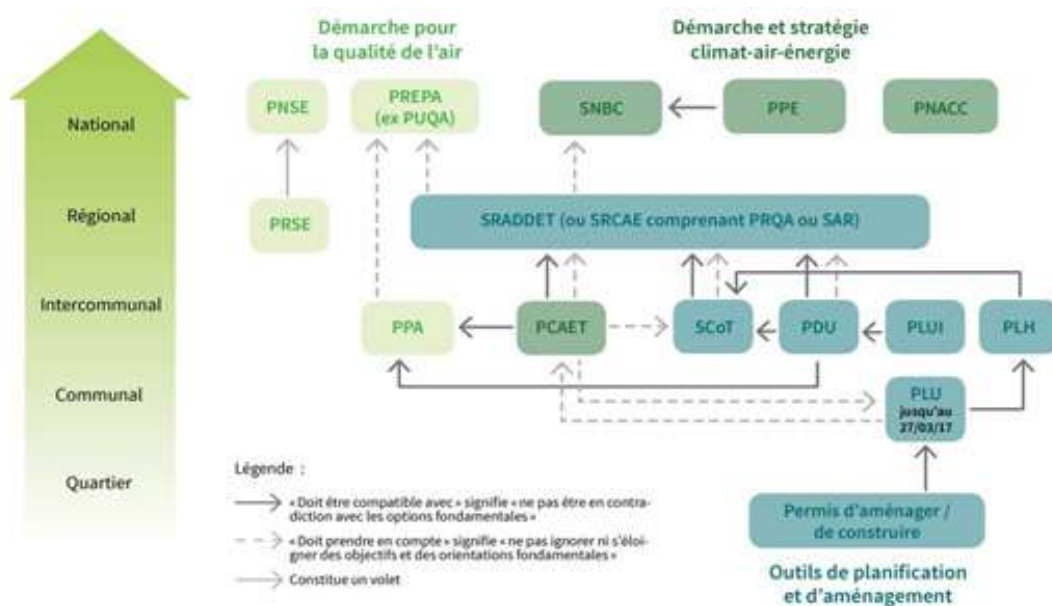 Démarche pour
la qualité de l'air
Démarche et stratégie
climat-air-énergie
National
PNSE
PREPA
(ex PUQA)
SNBC
PPE
PNACC
Régional
PRSE
SRADDET (ou SRCAE comprenant PRQA ou SAR)
Intercommunal
PPA
PCAET
SCoT
PDU
PLUI
PLH
Communal
PLU
jusqu'au
27/03/17
Quartier
Légende :
« Doit être compatible avec » signifie « ne pas être en contra-
diction avec les options fondamentales »
« Doit prendre en compte » signifie « ne pas ignorer ni s'éloi-
gner des objectifs et des orientations fondamentales »
Constitue un volet
Permis d'aménager /
de construire
Outils de planification
et d'aménagement